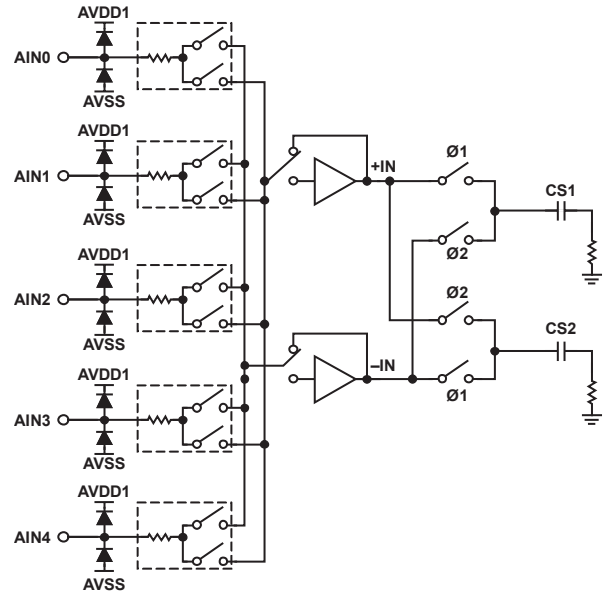 AVDD1
AIN0
AVSS
AVDD1
AIN1
AVSS
AVDD1
AIN2
AVSS
AVDD1
AIN3
AVSS
AVDD1
AIN4
AVSS
+IN
–IN
Ø1
Ø2
Ø2
Ø1
CS1
CS2